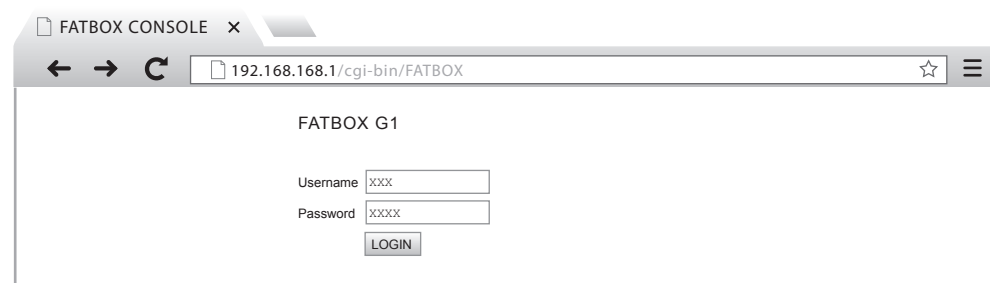 FATBOX CONSOLE
192.168.168.1/cgi-bin/FATBOX
FATBOX G1
Username xxx
Password xxxx
LOGIN